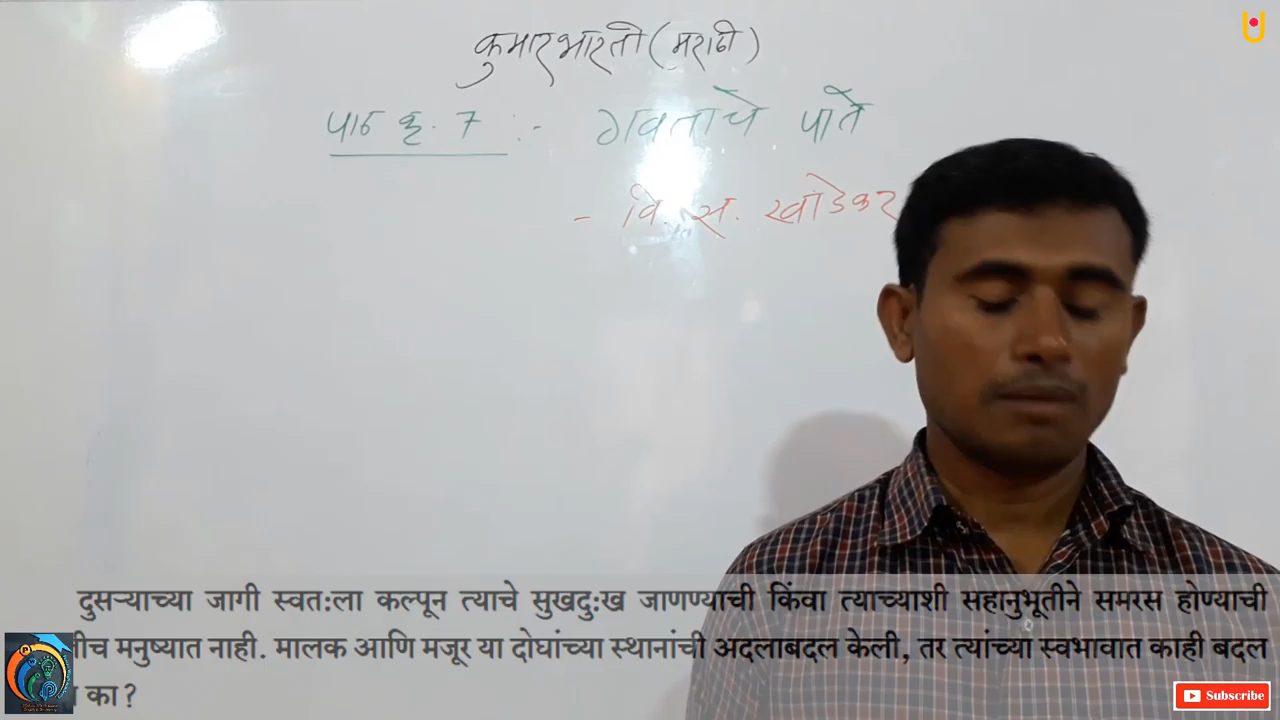 कुमारभारती (मराठी)
पाठ क्र. 7 :- गवताचे पाते
- वि. स. खांडेकर
दुसऱ्याच्या जागी स्वत:ला कल्पून त्याचे सुखदु:ख जाणण्याची किंवा त्याच्याशी सहानुभूतीने समरस होण्याची
मनुष्यात नाही. मालक आणि मजूर या दोघांच्या स्थानांची अदलाबदल केली, तर त्यांच्या स्वभावात काही बदल
का?
Subscribe